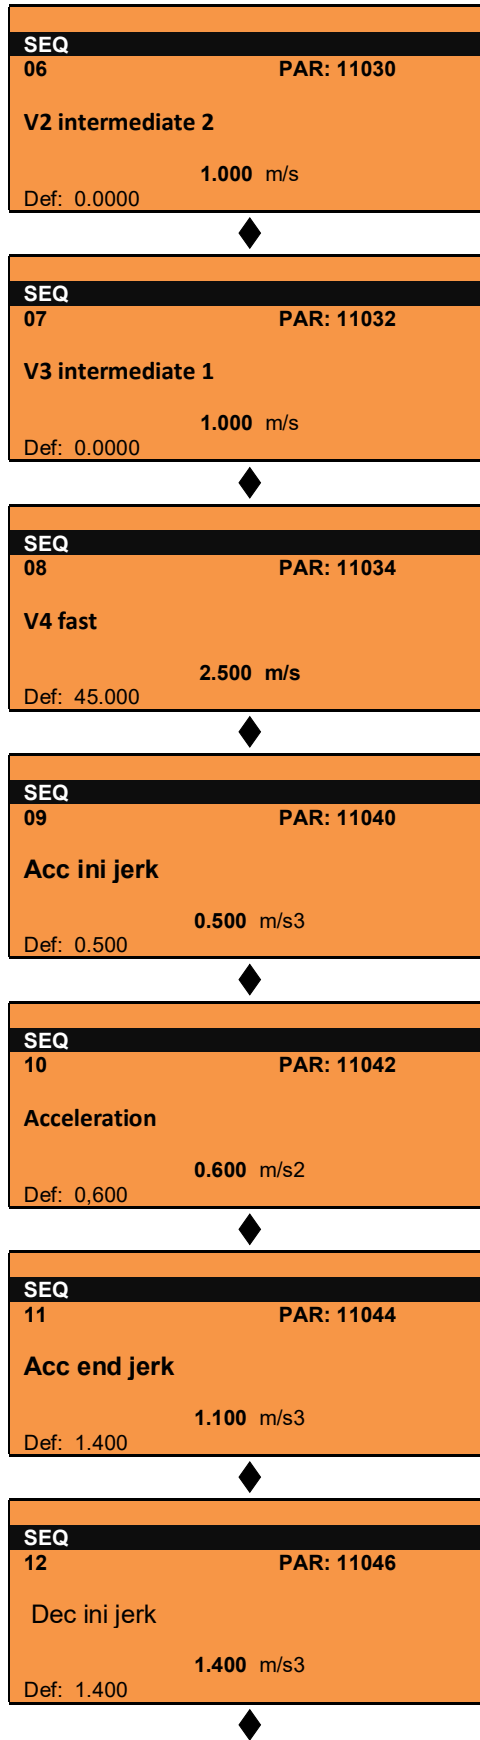 SEQ
06 PAR: 11030
V2 intermediate 2
1.000 m/s
Def: 0.0000
SEQ
07 PAR: 11032
V3 intermediate 1
1.000 m/s
Def: 0.0000
SEQ
08 PAR: 11034
V4 fast
2.500 m/s
Def: 45.000
SEQ
09 PAR: 11040
Acc ini jerk
0.500 m/s3
Def: 0.500
SEQ
10 PAR: 11042
Acceleration
0.600 m/s2
Def: 0,600
SEQ
11 PAR: 11044
Acc end jerk
1.100 m/s3
Def: 1.400
SEQ
12 PAR: 11046
Dec ini jerk
1.400 m/s3
Def: 1.400